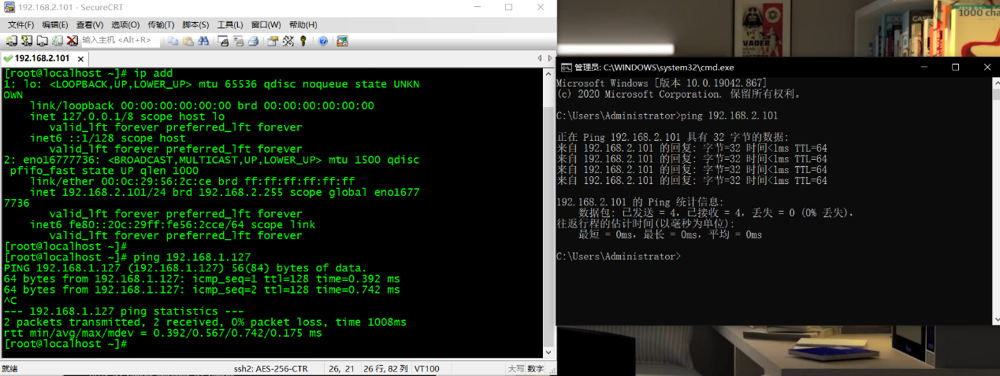 192.168.2.101 - SecureCRT
文件(F) 编辑(E) 查看(V) 选项(O) 传输(T) 脚本(S) 工具(L) 窗口(W) 帮助(H)
输入主机 <Alt+R>
192.168.2.101
[root@localhost ~]# ip add
1: lo: <LOOPBACK,UP,LOWER_UP> mtu 65536 qdisc noqueue state UNKN
OWN
link/loopback 00:00:00:00:00:00 brd 00:00:00:00:00:00
inet 127.0.0.1/8 scope host lo
valid_lft forever preferred_lft forever
inet6 ::1/128 scope host
valid_lft forever preferred_lft forever
2: eno16777736: <BROADCAST,MULTICAST,UP,LOWER_UP> mtu 1500 qdisc
pfifo_fast state UP qlen 1000
link/ether 00:0c:29:56:2c:ce brd ff:ff:ff:ff:ff:ff
inet 192.168.2.101/24 brd 192.168.2.255 scope global eno1677
7736
valid_lft forever preferred_lft forever
inet6 fe80::20c:29ff:fe56:2cce/64 scope link
valid_lft forever preferred_lft forever
[root@localhost ~]#
[root@localhost ~]# ping 192.168.1.127
PING 192.168.1.127 (192.168.1.127) 56(84) bytes of data.
64 bytes from 192.168.1.127: icmp_seq=1 ttl=128 time=0.392 ms
64 bytes from 192.168.1.127: icmp_seq=2 ttl=128 time=0.742 ms
^C
--- 192.168.1.127 ping statistics ---
2 packets transmitted, 2 received, 0% packet loss, time 1008ms
rtt min/avg/max/mdev = 0.392/0.567/0.742/0.175 ms
[root@localhost ~]#
就绪 ssh2: AES-256-CTR 26, 21 26 行, 82 列 VT100 大写 数字
VADER
1000 chai
管理员: C:\WINDOWS\system32\cmd.exe
Microsoft Windows [版本 10.0.19042.867]
(c) 2020 Microsoft Corporation. 保留所有权利。
C:\Users\Administrator>ping 192.168.2.101
正在 Ping 192.168.2.101 具有 32 字节的数据:
来自 192.168.2.101 的回复: 字节=32 时间<1ms TTL=64
来自 192.168.2.101 的回复: 字节=32 时间<1ms TTL=64
来自 192.168.2.101 的回复: 字节=32 时间<1ms TTL=64
来自 192.168.2.101 的回复: 字节=32 时间<1ms TTL=64
192.168.2.101 的 Ping 统计信息:
数据包: 已发送 = 4，已接收 = 4，丢失 = 0 (0% 丢失)，
往返行程的估计时间(以毫秒为单位):
最短 = 0ms，最长 = 0ms，平均 = 0ms
C:\Users\Administrator>